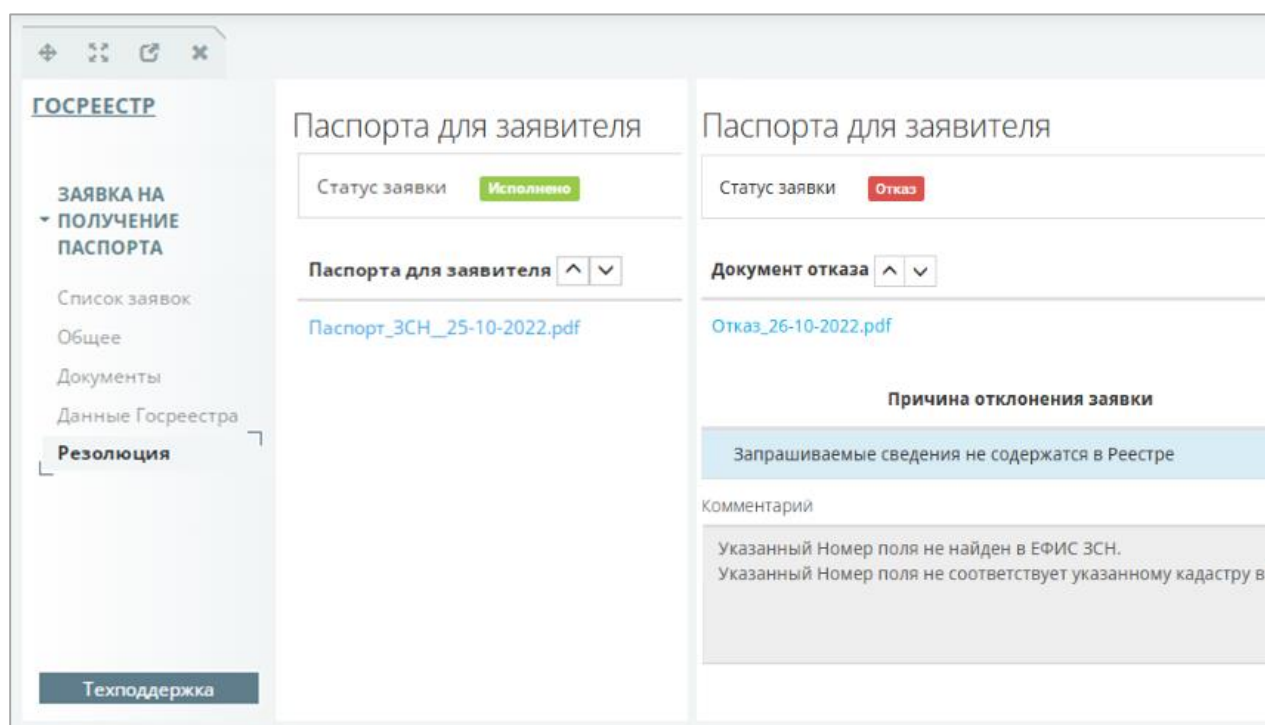 ГОСРЕЕСТР
ЗАЯВКА НА
ПОЛУЧЕНИЕ
ПАСПОРТА
Список заявок
Общее
Документы
Данные Госреестра
Резолюция
Техподдержка
Паспорта для заявителя
Статус заявки Исполнено
Паспорта для заявителя
Паспорт_ЗСН__25-10-2022.pdf
Паспорта для заявителя
Статус заявки Отказ
Документ отказа
Отказ_26-10-2022.pdf
Причина отклонения заявки
Запрашиваемые сведения не содержатся в Реестре
Комментарий
Указанный Номер поля не найден в ЕФИС ЗСН.
Указанный Номер поля не соответствует указанному кадастру в